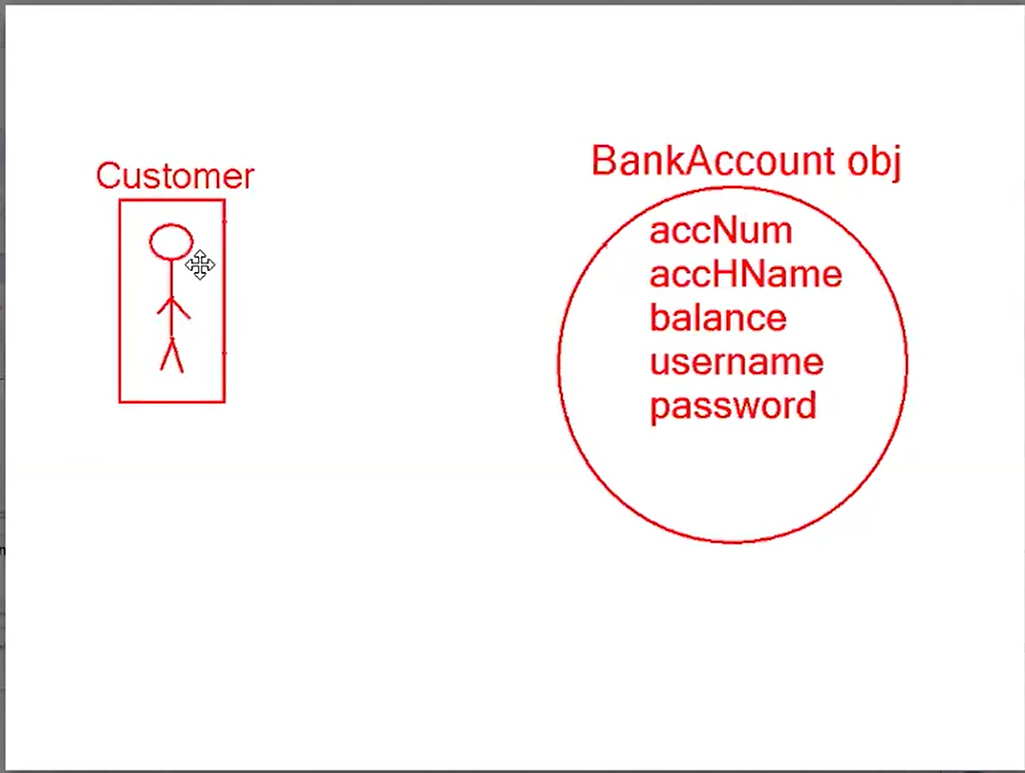 Customer
BankAccount obj
accNum
accHName
balance
username
password